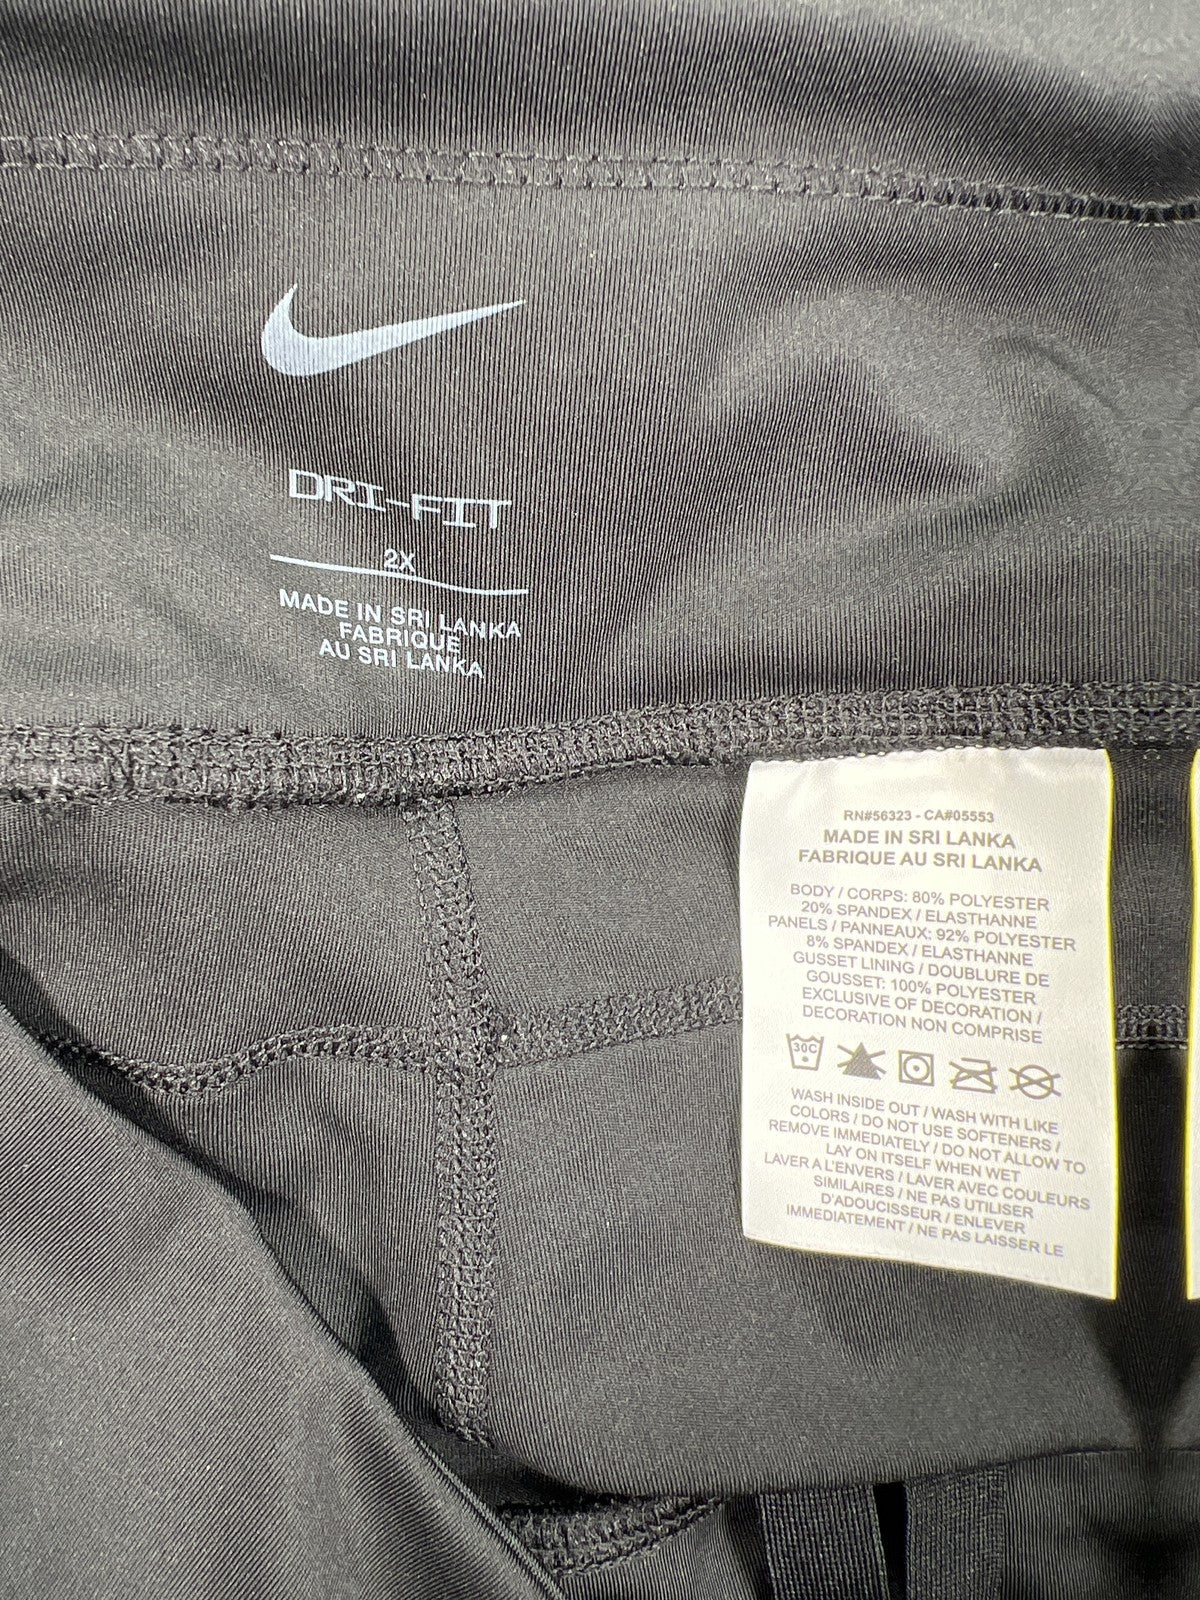 DRI-FIT
2X
MADE IN SRI LANKA
FABRIQUE
AU SRI LANKA
RN#56323 - CA#05553
MADE IN SRI LANKA
FABRIQUE AU SRI LANKA
BODY / CORPS: 80% POLYESTER
20% SPANDEX / ELASTHANNE
PANELS / PANNEAUX: 92% POLYESTER
8% SPANDEX / ELASTHANNE
GUSSET LINING / DOUBLURE DE
GOUSSET: 100% POLYESTER
EXCLUSIVE OF DECORATION /
DECORATION NON COMPRISE
30C
WASH INSIDE OUT / WASH WITH LIKE
COLORS / DO NOT USE SOFTENERS /
REMOVE IMMEDIATELY / DO NOT ALLOW TO
LAY ON ITSELF WHEN WET
LAVER A L'ENVERS / LAVER AVEC COULEURS
SIMILAIRES / NE PAS UTILISER
D'ADOUCISSEUR / ENLEVER
IMMEDIATEMENT / NE PAS LAISSER LE